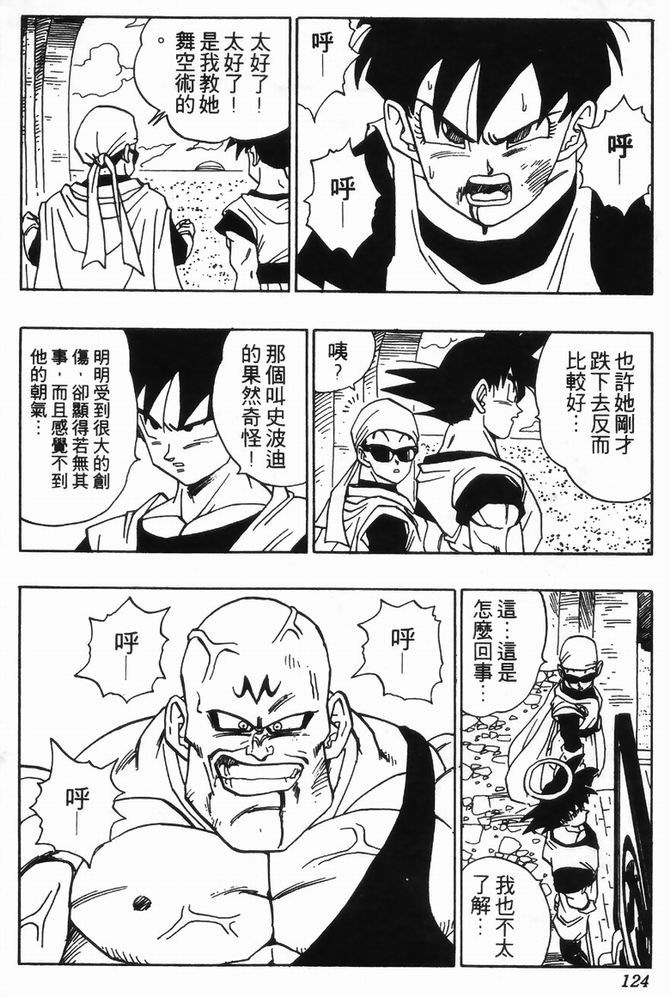 呼—
呼—
呼—
太好了！
太好了！
是我教她
舞空術的
。
也許她剛才
跌下去反而
比較好…
咦？
那個叫史波迪
的果然奇怪！
明明受到很大的創
傷，卻顯得若無其
事，而且感覺不到
他的朝氣…
這…這是
怎麼回事…
我也不太
了解…
呼—
呼—
呼—
124